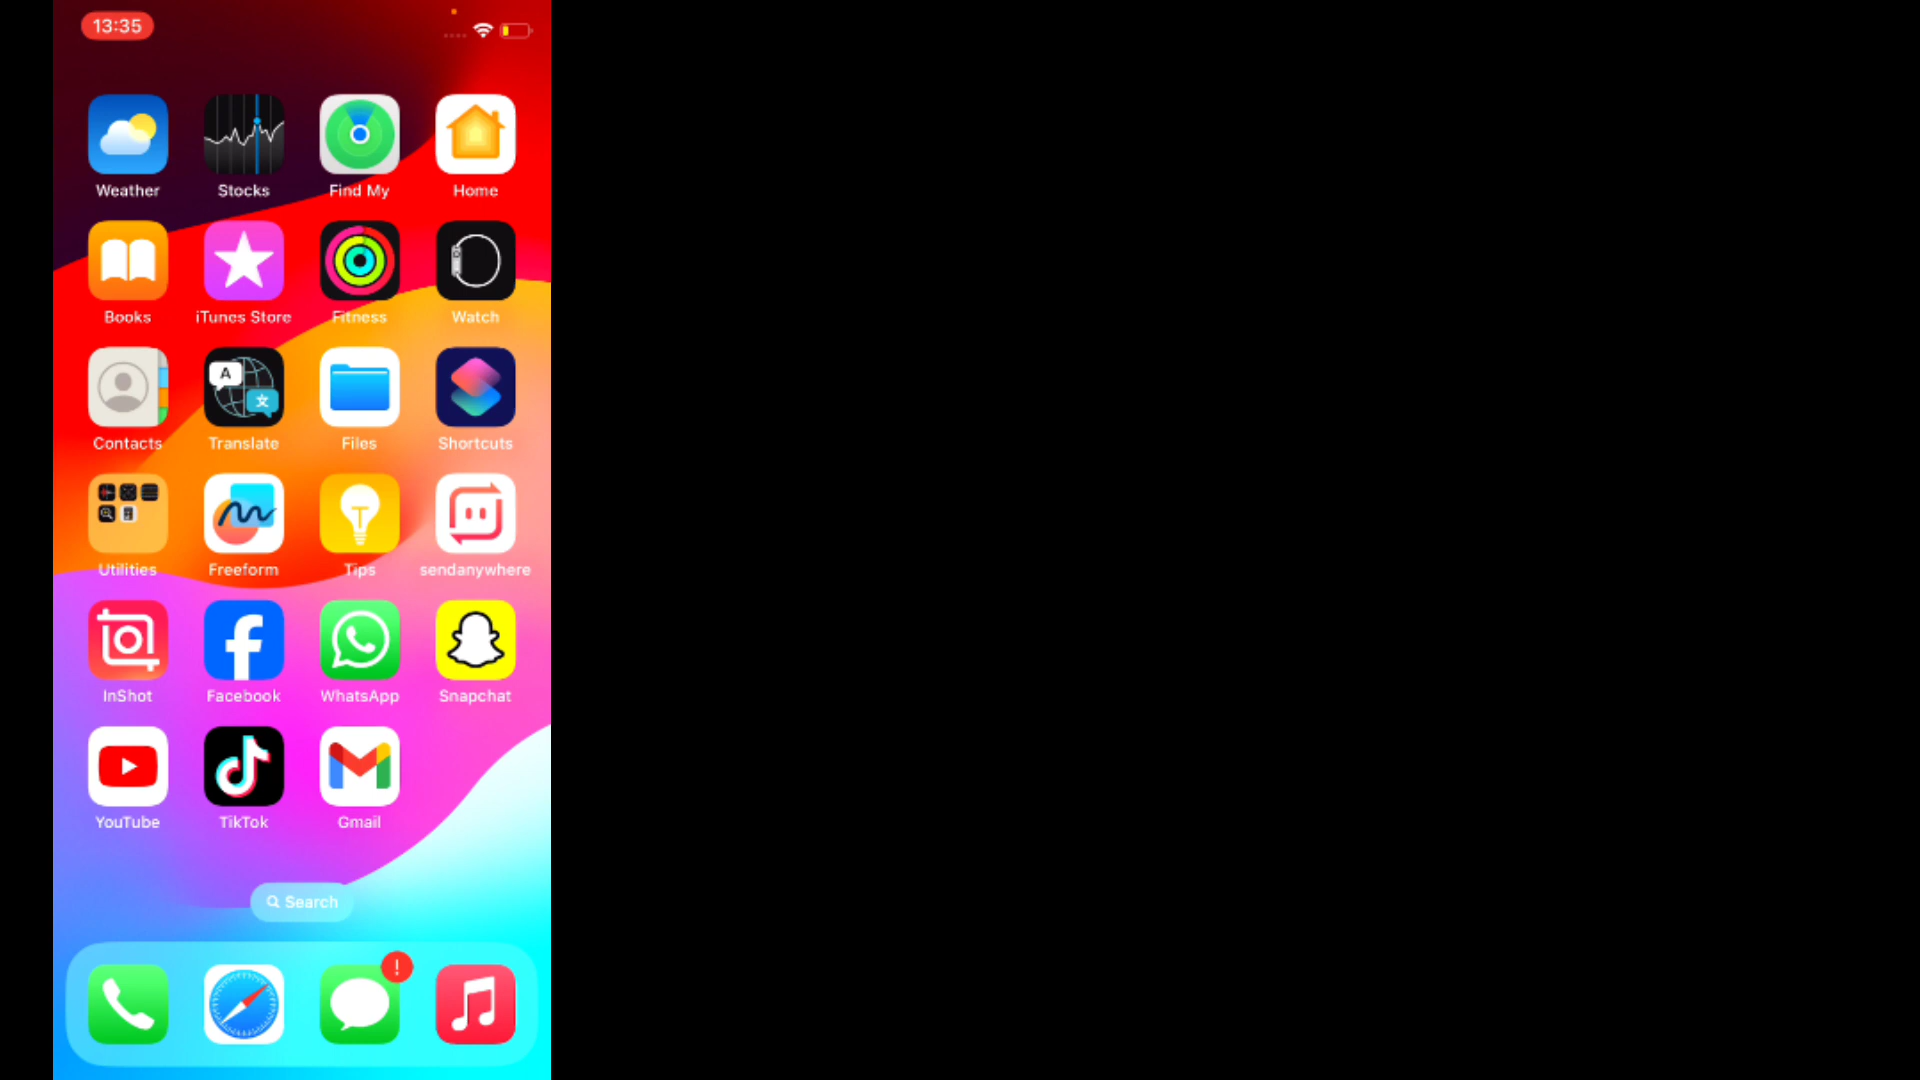 13:35
Weather
Stocks
Find My
Home
Books
iTunes Store
Fitness
Watch
Contacts
A
文
Translate
Files
Shortcuts
Utilities
Freeform
T
Tips
sendanywhere
InShot
Facebook
WhatsApp
Snapchat
YouTube
TikTok
Gmail
Search
!